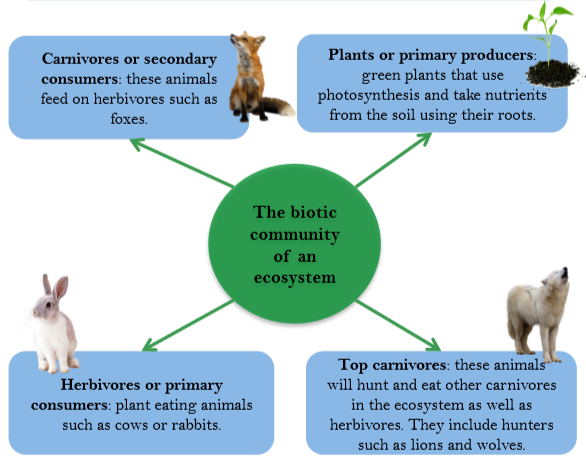 Carnivores or secondary
consumers: these animals
feed on herbivores such as
foxes.
Plants or primary producers:
green plants that use
photosynthesis and take nutrients
from the soil using their roots.
The biotic
community
of an
ecosystem
Herbivores or primary
consumers: plant eating animals
such as cows or rabbits.
Top carnivores: these animals
will hunt and eat other carnivores
in the ecosystem as well as
herbivores. They include hunters
such as lions and wolves.